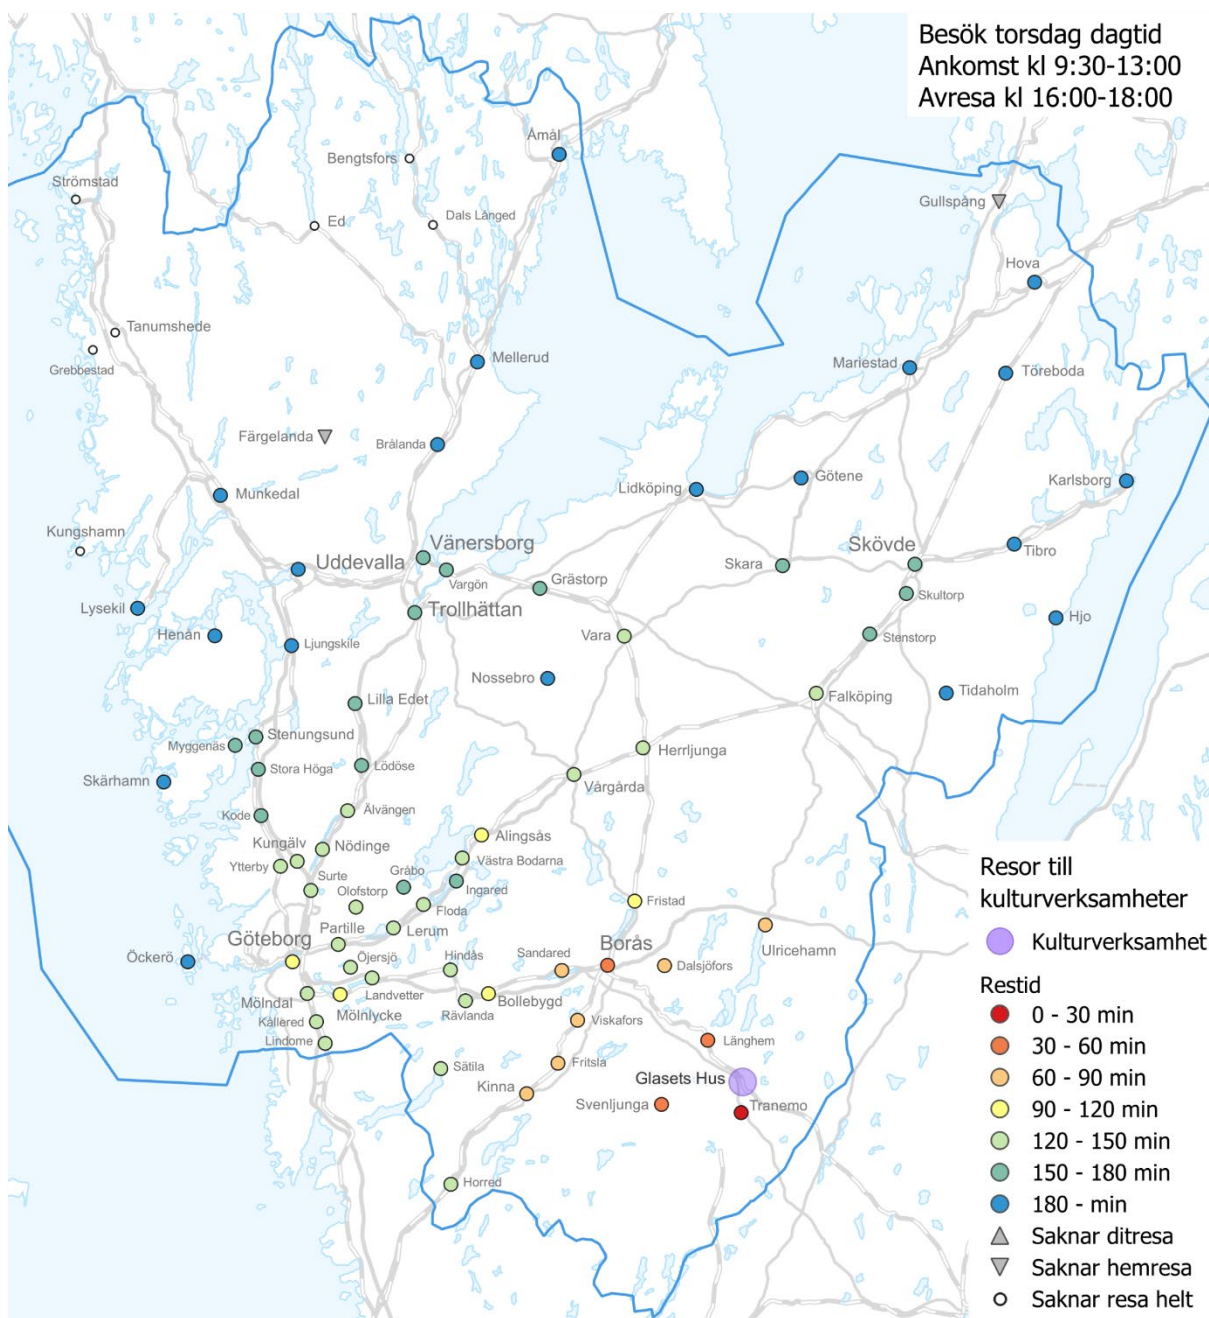 Besök torsdag dagtid
Ankomst kl 9:30-13:00
Avresa kl 16:00-18:00
Åmål
Bengtsfors
Strömstad
Gullspång
Ed
Dals Långed
Hova
Tanumshede
Grebbestad
Mellerud
Mariestad
Töreboda
Färgelanda
Brålanda
Munkedal
Lidköping
Götene
Karlsborg
Kungshamn
Vänersborg
Skövde
Tibro
Uddevalla
Vargön
Grästorp
Skara
Skultorp
Lysekil
Trollhättan
Hjo
Henån
Ljungskile
Vara
Stenstorp
Nossebro
Tidaholm
Lilla Edet
Falköping
Stenungsund
Myggenäs
Herrljunga
Stora Höga
Lödöse
Skärhamn
Vårgårda
Kode
Älvängen
Alingsås
Kungälv
Nödinge
Västra Bodarna
Ytterby
Gråbo
Surte
Olofstorp
Ingared
Fristad
Floda
Partille
Lerum
Ulricehamn
Göteborg
Borås
Öckerö
Öjersjö
Hindås
Sandared
Dalsjöfors
Landvetter
Mölndal
Mölnlycke
Bollebygd
Rävlanda
Kållered
Viskafors
Lindome
Länghem
Sätila
Fritsla
Glasets Hus
Kinna
Svenljunga
Tranemo
Horred
Resor till
kulturverksamheter
Kulturverksamhet
Restid
0 - 30 min
30 - 60 min
60 - 90 min
90 - 120 min
120 - 150 min
150 - 180 min
180 - min
Saknar ditresa
Saknar hemresa
Saknar resa helt